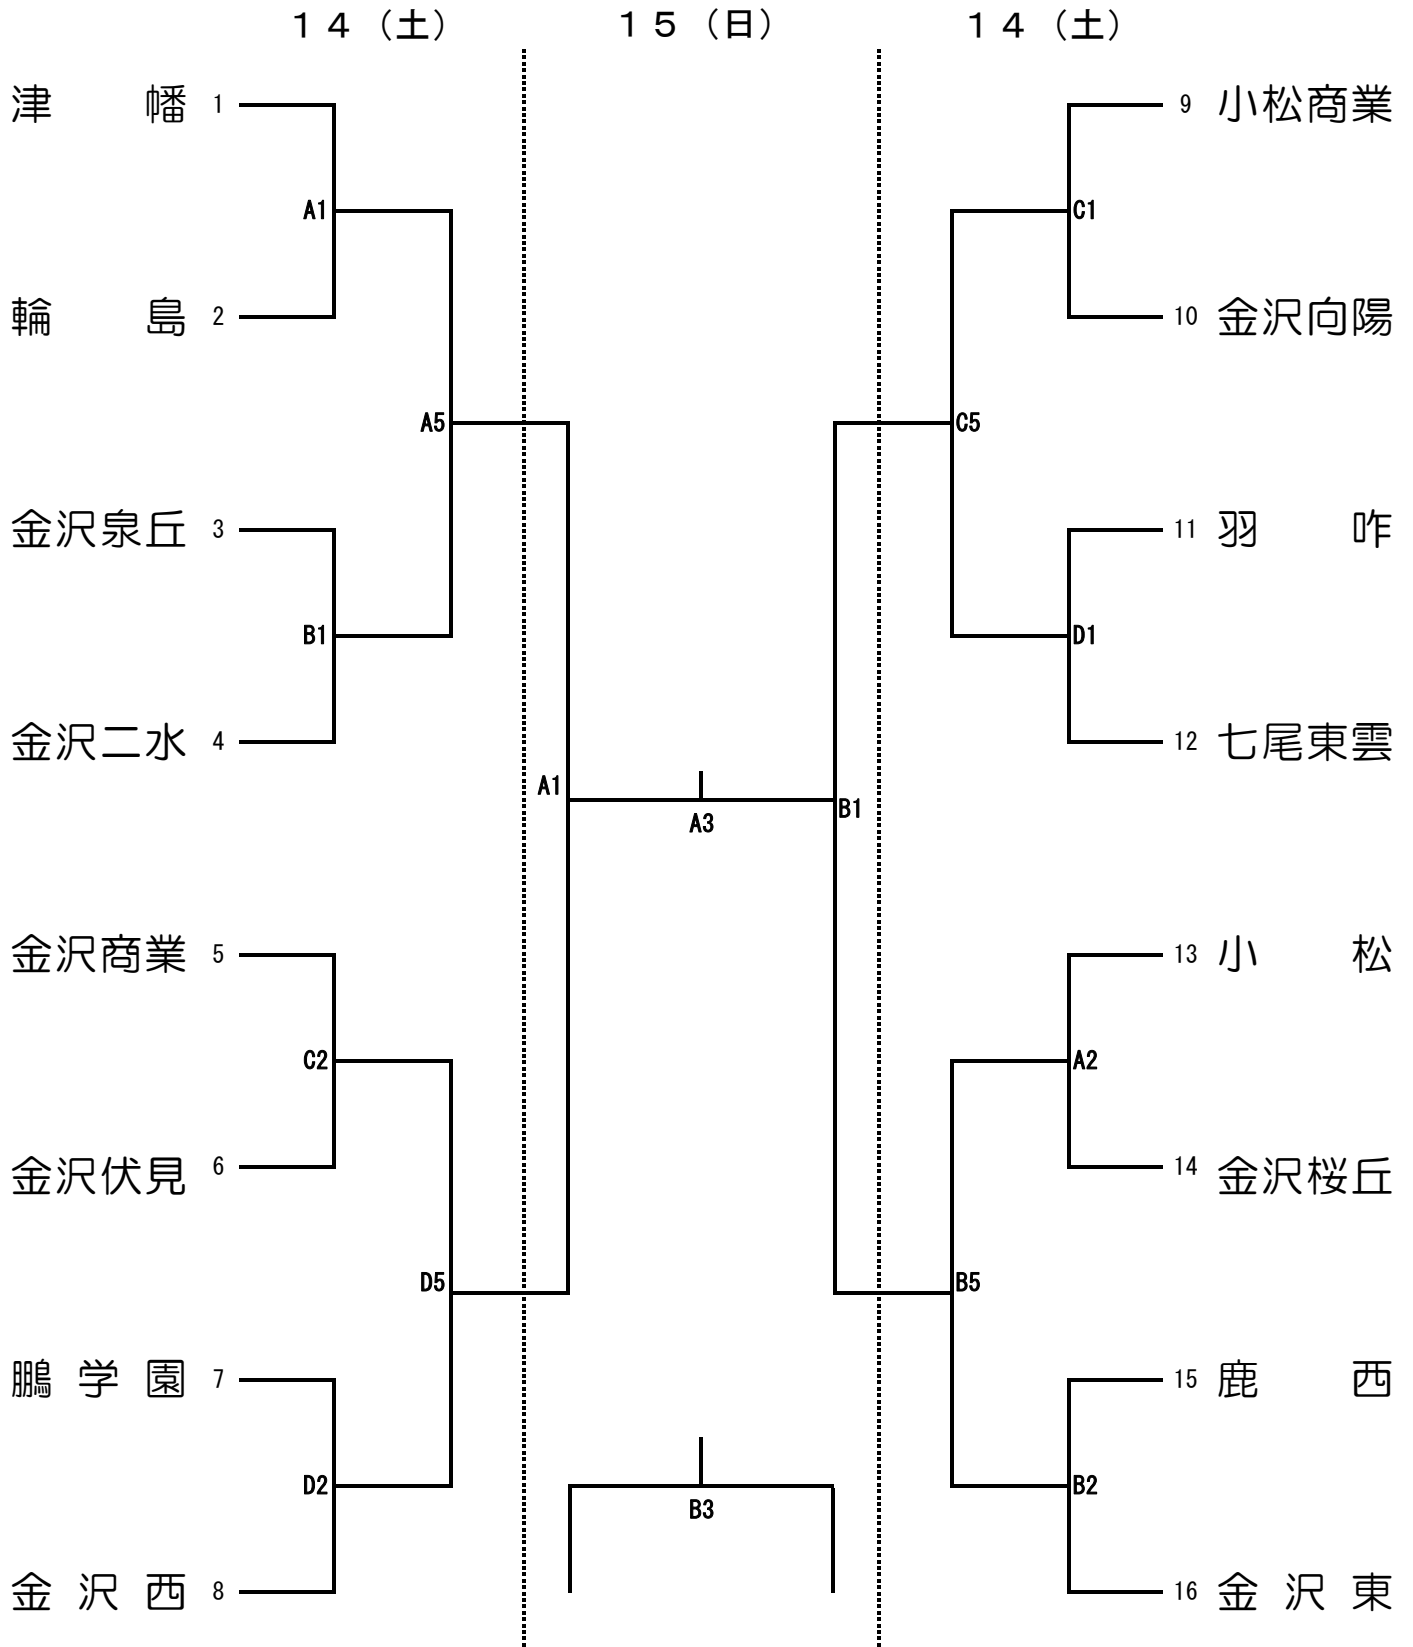 １４（土） １５（日） １４（土）
津幡 1 9 小松商業
A1 C1
輪島 2 10 金沢向陽
A5 C5
金沢泉丘 3 11 羽咋
B1 D1
金沢二水 4 12 七尾東雲
A1 B1
A3
金沢商業 5 13 小松
C2 A2
金沢伏見 6 14 金沢桜丘
D5 B5
鵬学園 7 15 鹿西
D2 B2
B3
金沢西 8 16 金沢東